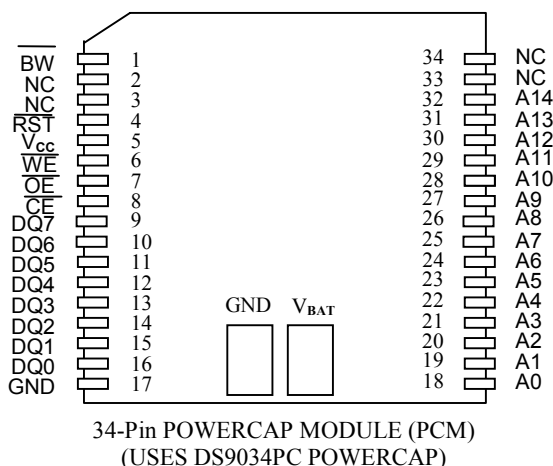 BW 1 34 NC
NC 2 33 NC
NC 3 32 A14
RST 4 31 A13
Vcc 5 30 A12
WE 6 29 A11
OE 7 28 A10
CE 8 27 A9
DQ7 9 26 A8
DQ6 10 25 A7
DQ5 11 24 A6
DQ4 12 23 A5
DQ3 13 22 A4
DQ2 14 21 A3
DQ1 15 20 A2
DQ0 16 19 A1
GND 17 18 A0
GND VBAT
34-Pin POWERCAP MODULE (PCM)
(USES DS9034PC POWERCAP)